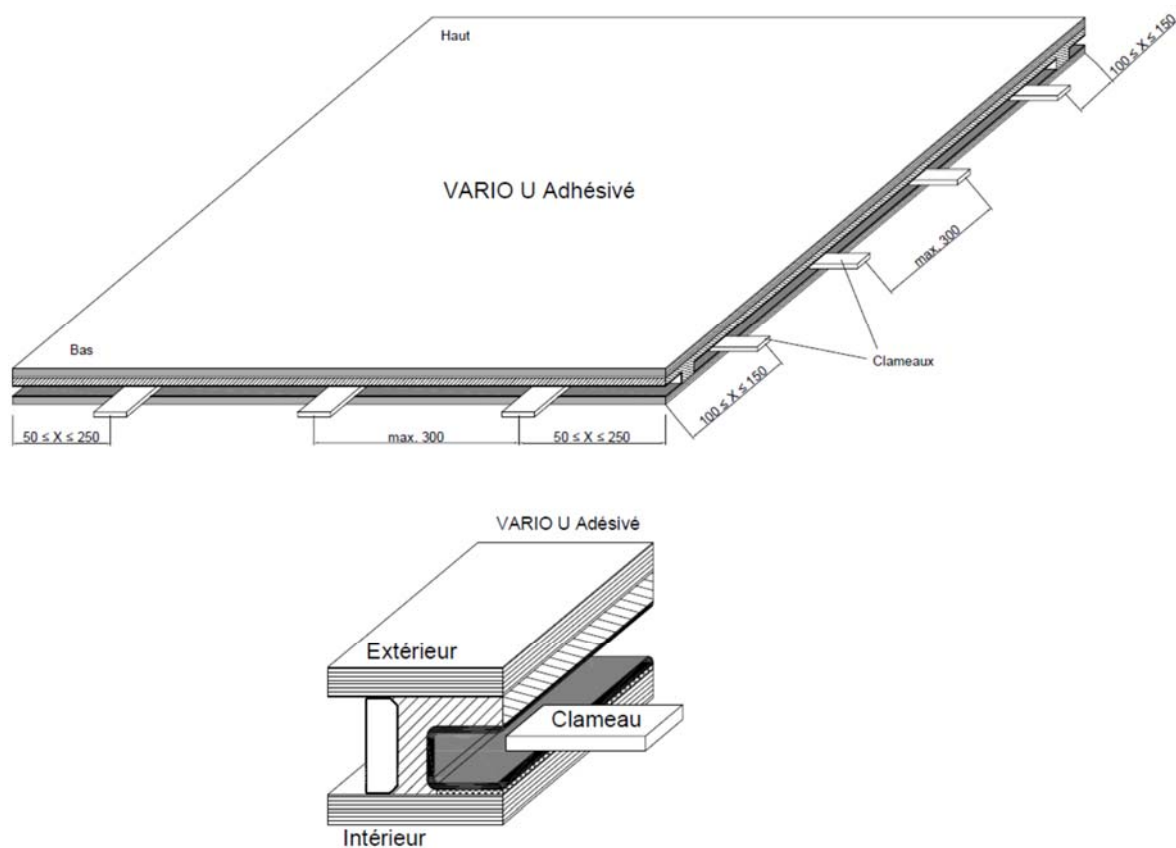 Haut
100 ≤ X ≤ 150
VARIO U Adhésivé
max. 300
Bas
Clameaux
100 ≤ X ≤ 150
50 ≤ X ≤ 250
max. 300
50 ≤ X ≤ 250
VARIO U Adésivé
Extérieur
Clameau
Intérieur